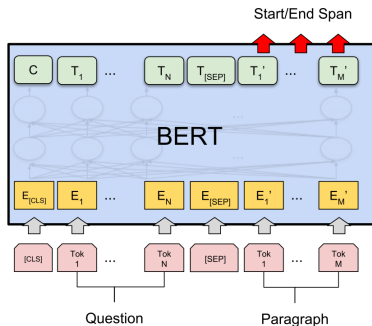 Start/End Span
C T1 ... TN T[SEP] T1' ... TM'
BERT
E[CLS] E1 ... EN E[SEP] E1' ... EM'
[CLS] Tok 1 ... Tok N [SEP] Tok 1 ... Tok M
Question Paragraph